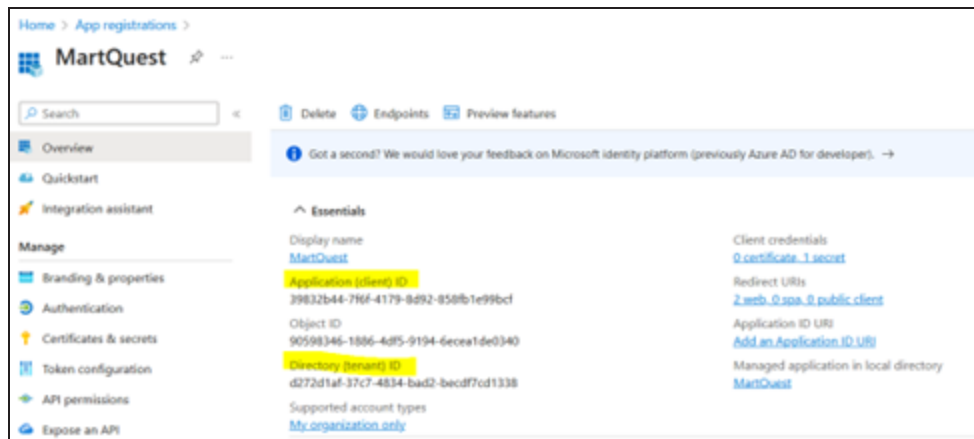 Home > App registrations >
MartQuest
Search
Delete Endpoints Preview features
Overview
Got a second? We would love your feedback on Microsoft identity platform (previously Azure AD for developer). →
Quickstart
Integration assistant
Essentials
Manage
Display name
MartQuest
Client credentials
0 certificate, 1 secret
Branding & properties
Application (client) ID
39832b44-7f6f-4179-8d92-858fb1e99bcf
Redirect URIs
2 web, 0 spa, 0 public client
Authentication
Object ID
90598346-1886-4df5-9194-6ecea1de0340
Application ID URI
Add an Application ID URI
Certificates & secrets
Directory (tenant) ID
d272d1af-37c7-4834-bad2-becdf7cd1338
Managed application in local directory
MartQuest
Token configuration
API permissions
Supported account types
My organization only
Expose an API